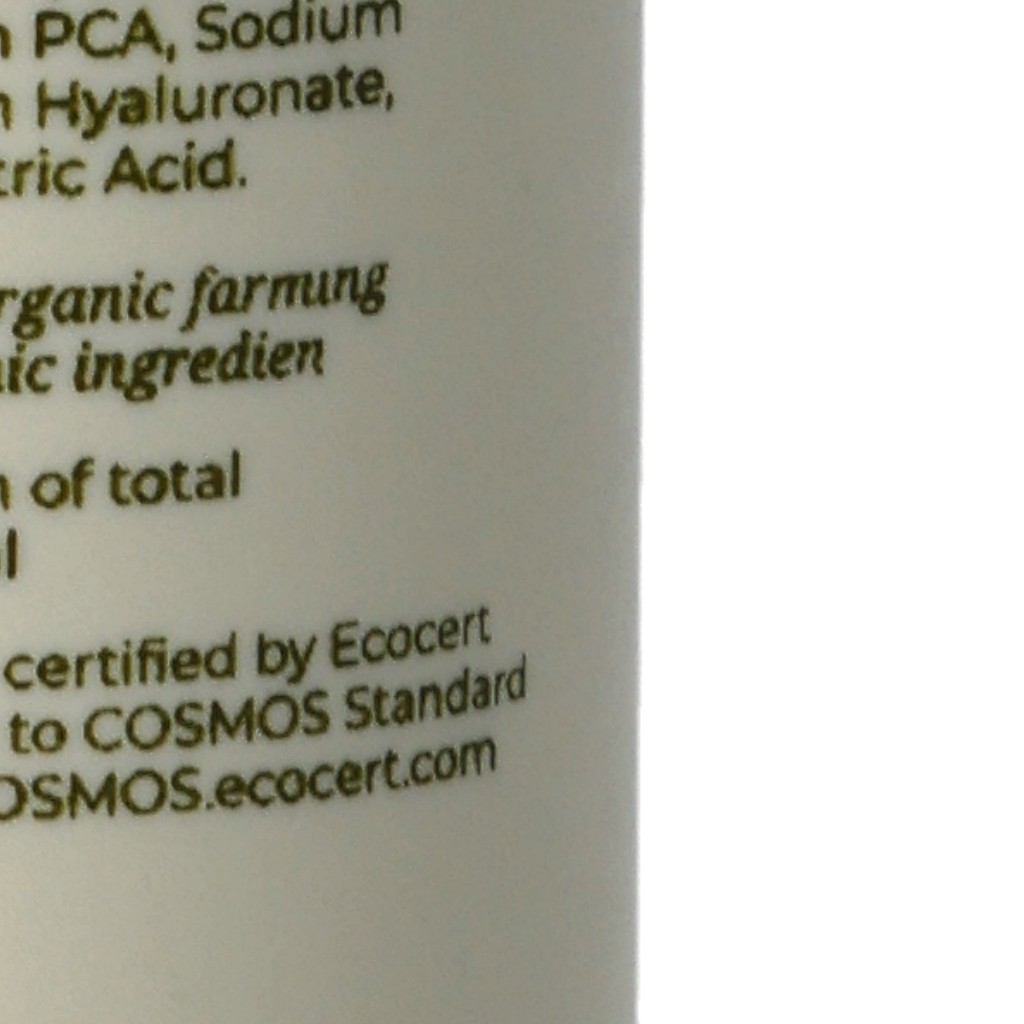 PCA, Sodium
Hyaluronate,
tric Acid.
rganic farmıng
ic ingredien
of total
l
certified by Ecocert
to COSMOS Standard
OSMOS.ecocert.com